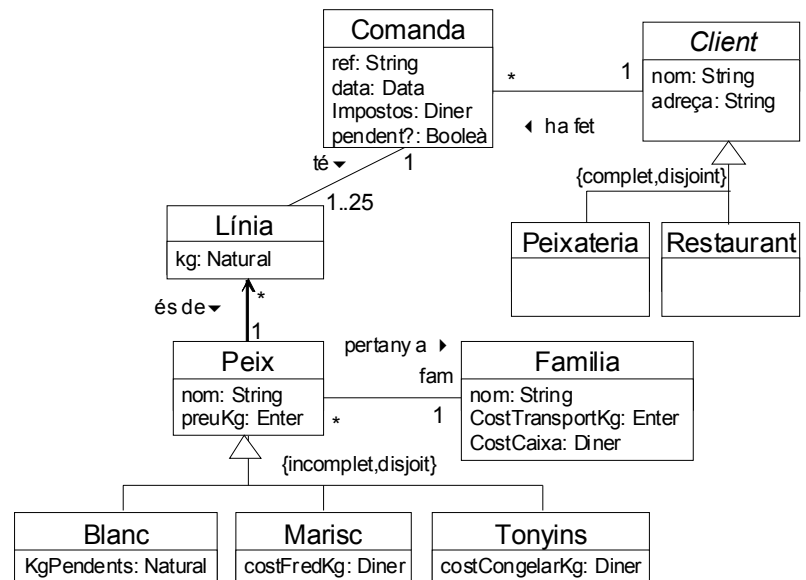 Comanda
ref: String
data: Data
Impostos: Diner
pendent?: Booleà
Client
nom: String
adreça: String
*
1
◂ ha fet
té ▾
1
1..25
{complet,disjoint}
Línia
kg: Natural
Peixateria
Restaurant
és de ▾
*
1
Peix
nom: String
preuKg: Enter
pertany a ▸
fam
*
1
Familia
nom: String
CostTransportKg: Enter
CostCaixa: Diner
{incomplet,disjoit}
Blanc
KgPendents: Natural
Marisc
costFredKg: Diner
Tonyins
costCongelarKg: Diner